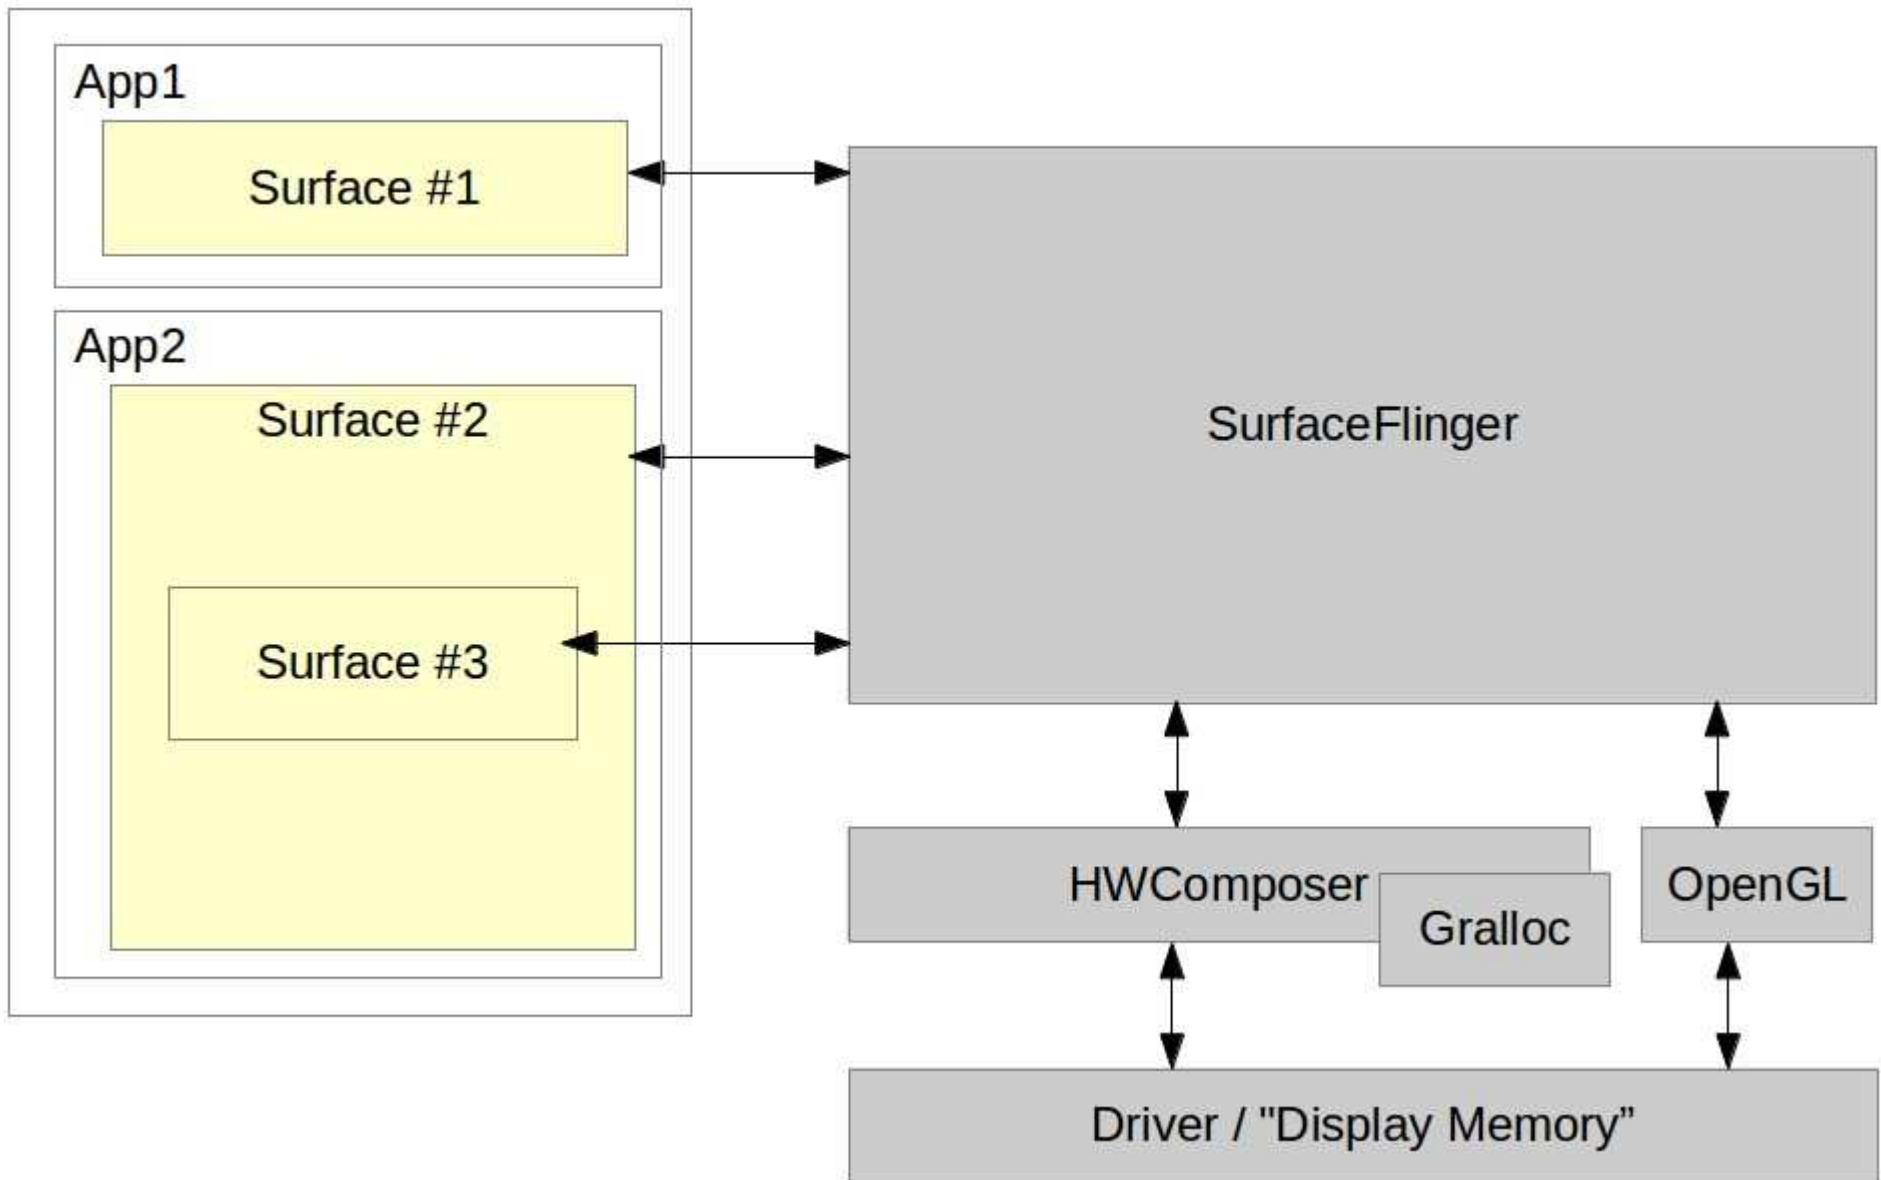 App1
Surface #1
App2
Surface #2
Surface #3
SurfaceFlinger
HWComposer
Gralloc
OpenGL
Driver / "Display Memory”